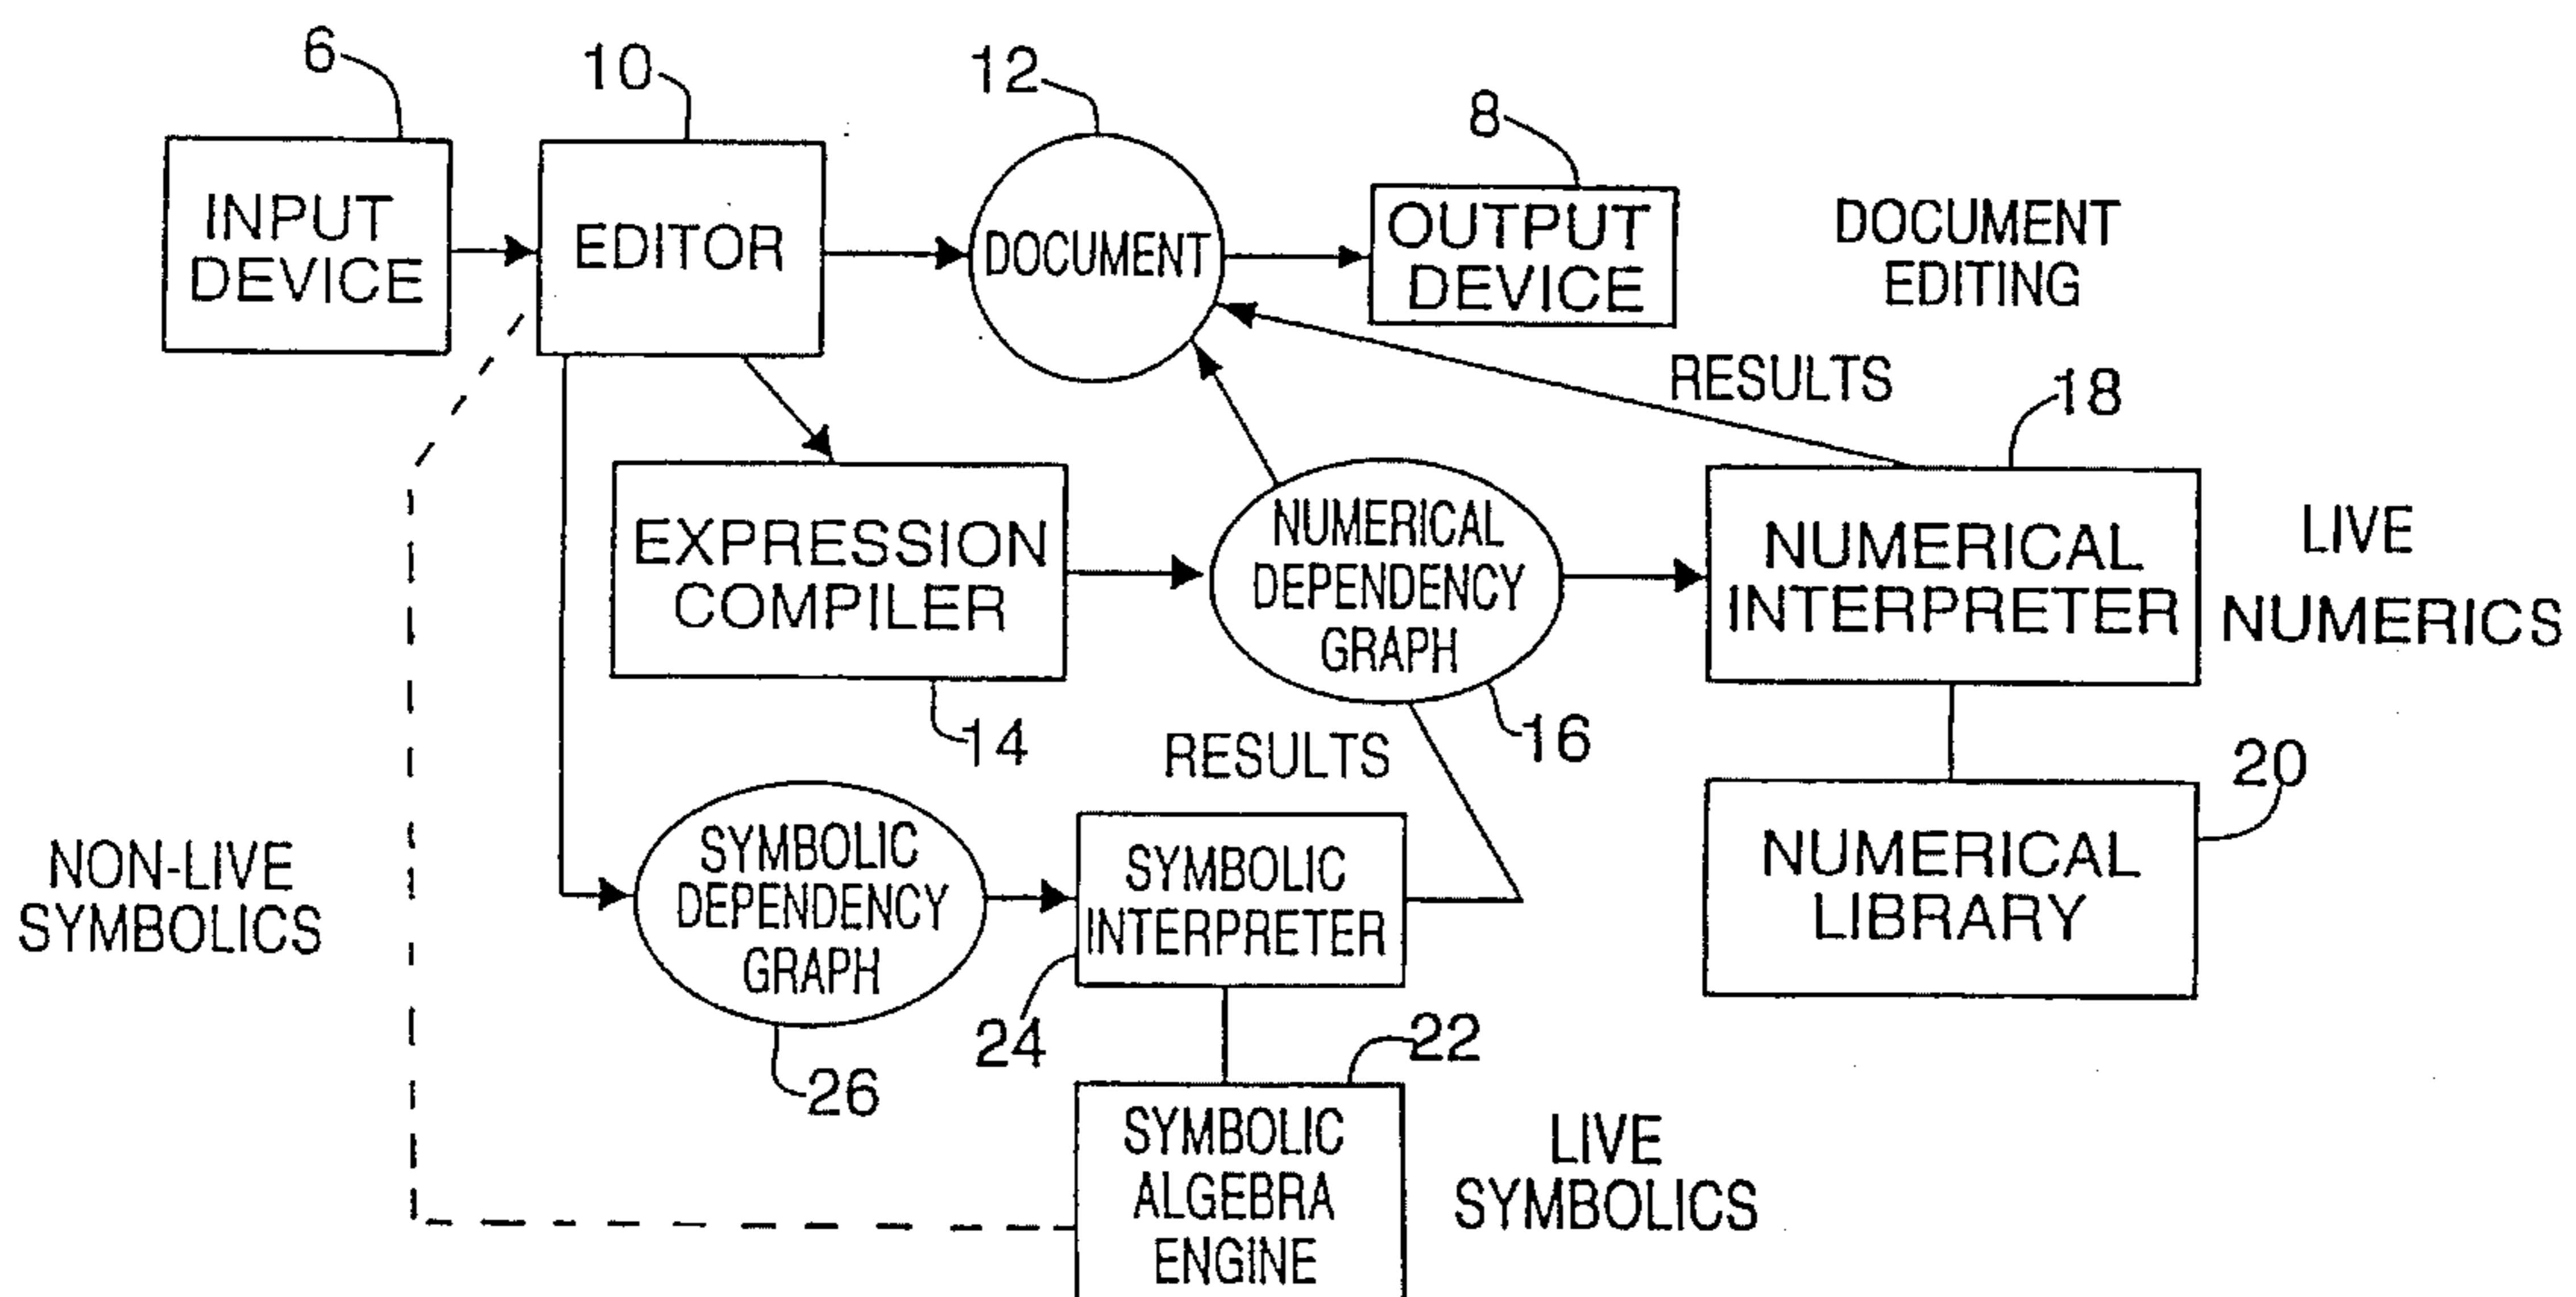 6
10
12
8
INPUT
DEVICE
EDITOR
DOCUMENT
OUTPUT
DEVICE
DOCUMENT
EDITING
RESULTS
18
EXPRESSION
COMPILER
14
NUMERICAL
DEPENDENCY
GRAPH
16
NUMERICAL
INTERPRETER
LIVE
NUMERICS
RESULTS
20
NUMERICAL
LIBRARY
NON-LIVE
SYMBOLICS
SYMBOLIC
DEPENDENCY
GRAPH
26
SYMBOLIC
INTERPRETER
24
22
SYMBOLIC
ALGEBRA
ENGINE
LIVE
SYMBOLICS